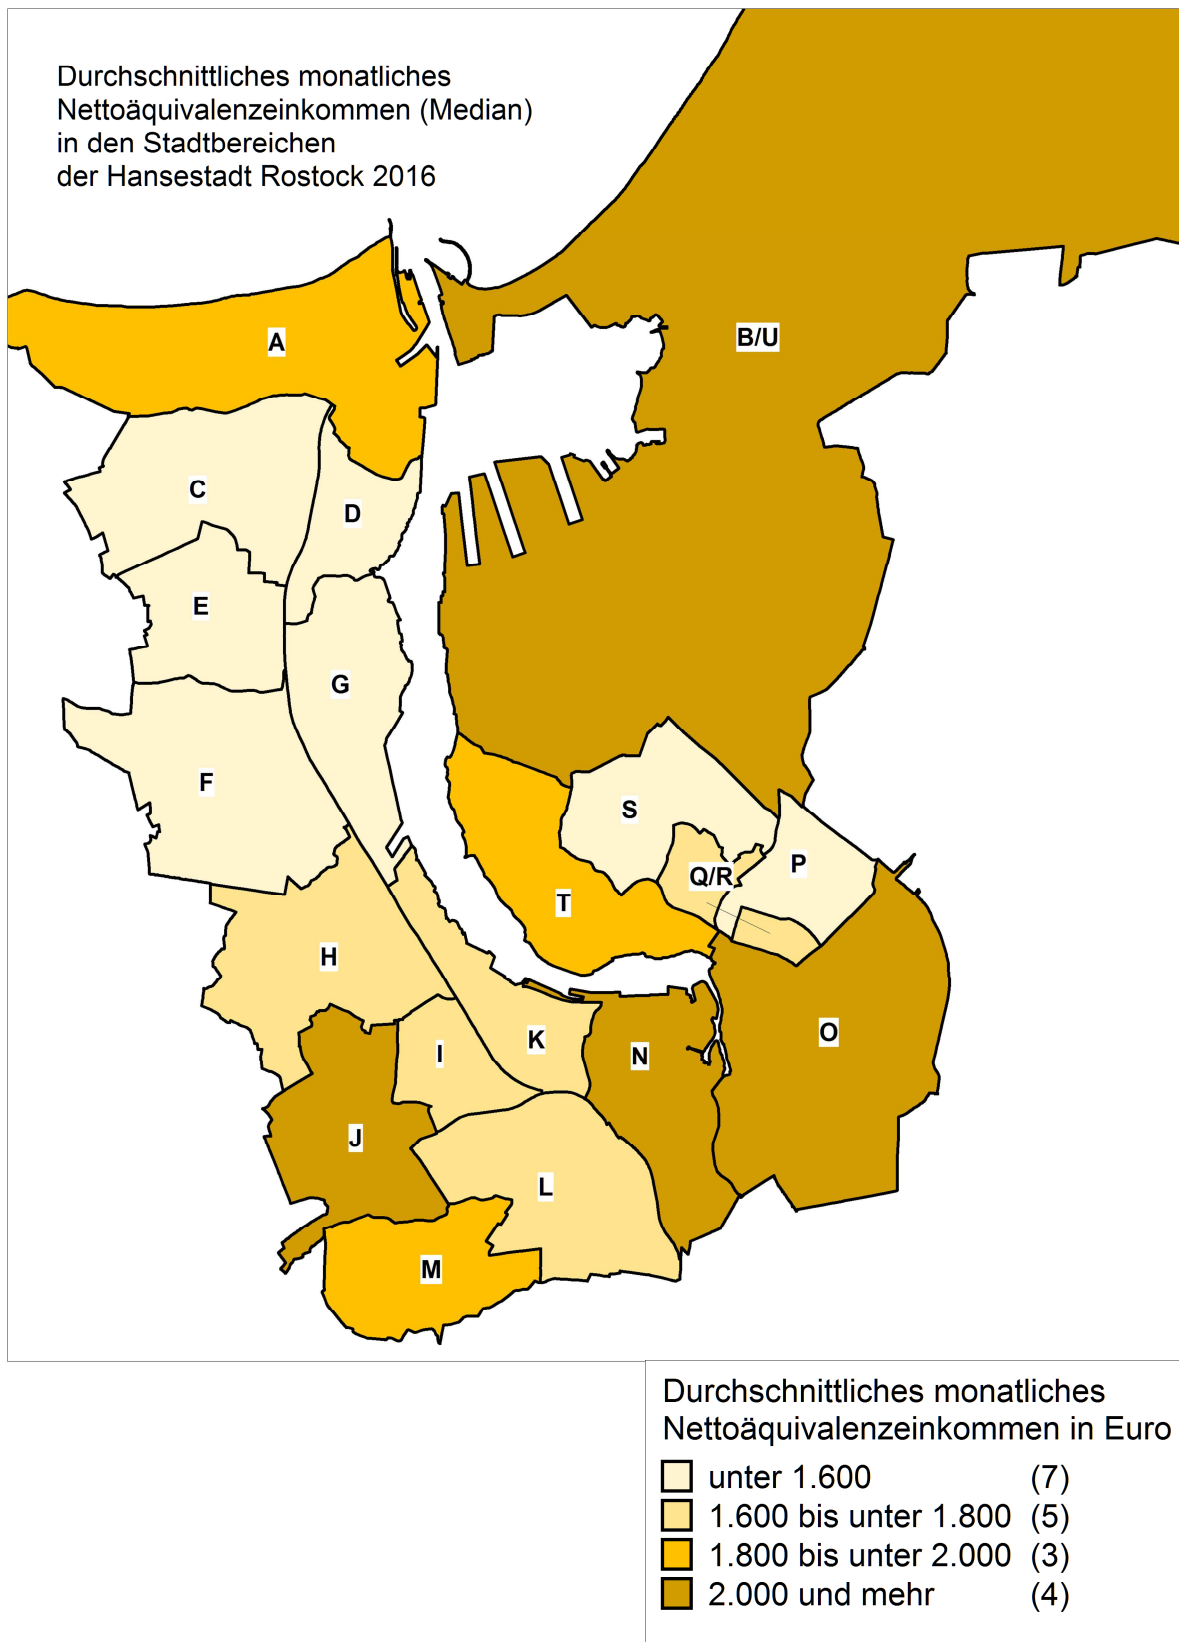 Durchschnittliches monatliches
Nettoäquivalenzeinkommen (Median)
in den Stadtbereichen
der Hansestadt Rostock 2016
A
B/U
C
D
E
G
F
S
P
Q/R
T
H
O
K
I
N
J
L
M
Durchschnittliches monatliches
Nettoäquivalenzeinkommen in Euro
unter 1.600 (7)
1.600 bis unter 1.800 (5)
1.800 bis unter 2.000 (3)
2.000 und mehr (4)